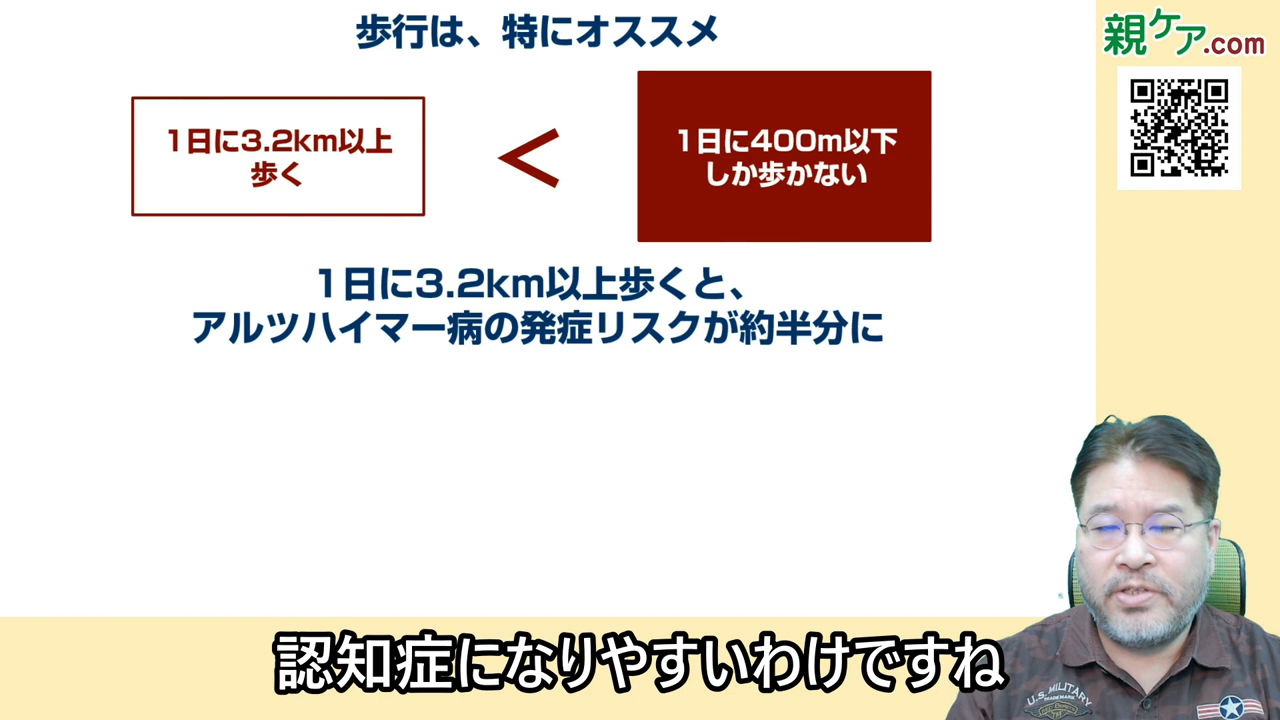 歩行は、特にオススメ
親ケア.com
1日に3.2km以上
歩く
<
1日に400m以下
しか歩かない
1日に3.2km以上歩くと、
アルツハイマー病の発症リスクが約半分に
認知症になりやすいわけですね
U.S. MILITARY
TRADEMARK